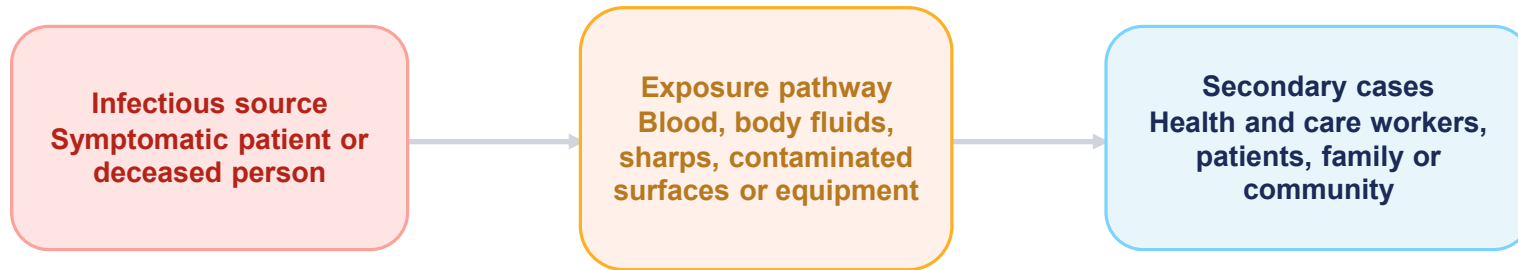 Infectious source
Symptomatic patient or
deceased person
Exposure pathway
Blood, body fluids,
sharps, contaminated
surfaces or equipment
Secondary cases
Health and care workers,
patients, family or
community